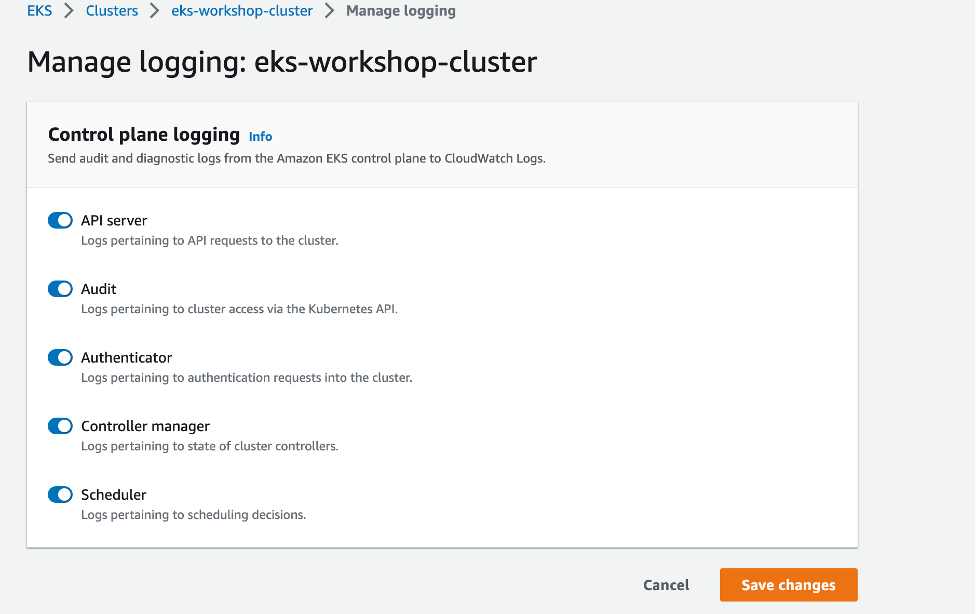 EKS > Clusters > eks-workshop-cluster > Manage logging
Manage logging: eks-workshop-cluster
Control plane logging Info
Send audit and diagnostic logs from the Amazon EKS control plane to CloudWatch Logs.
API server
Logs pertaining to API requests to the cluster.
Audit
Logs pertaining to cluster access via the Kubernetes API.
Authenticator
Logs pertaining to authentication requests into the cluster.
Controller manager
Logs pertaining to state of cluster controllers.
Scheduler
Logs pertaining to scheduling decisions.
Cancel Save changes